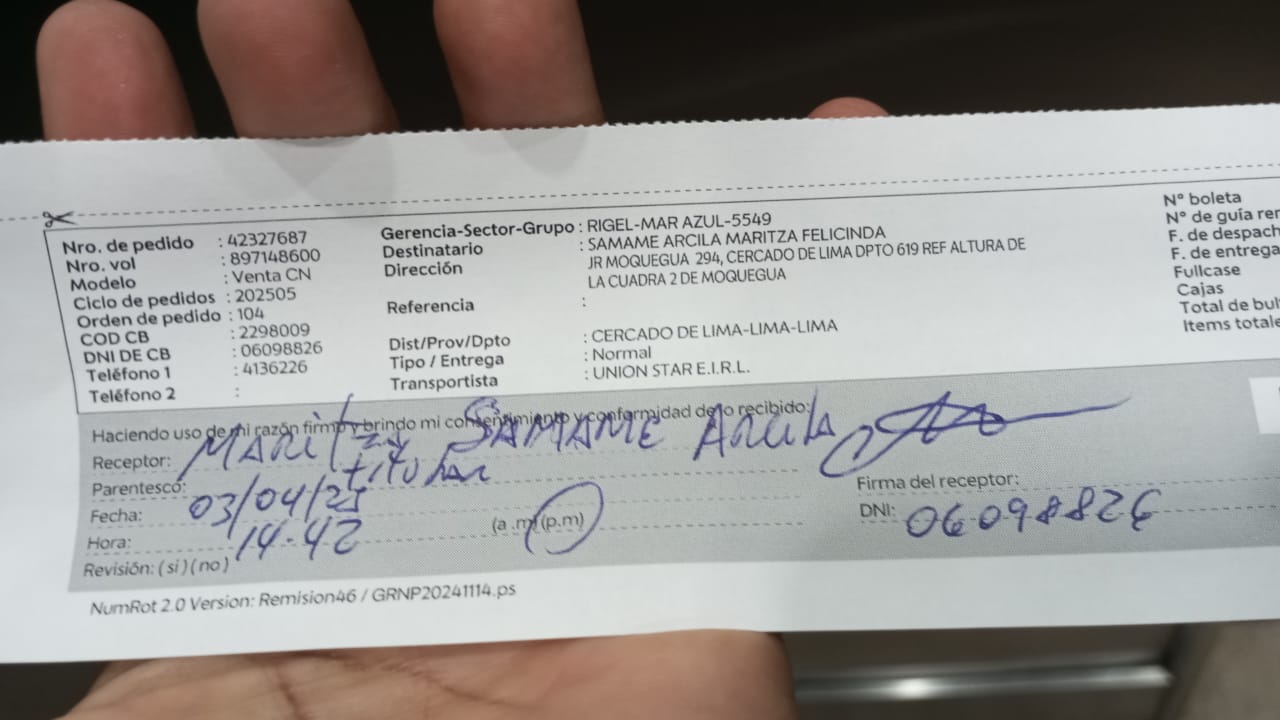 Nro. de pedido : 42327687
Nro. vol : 897148600
Modelo : Venta CN
Ciclo de pedidos : 202505
Orden de pedido : 104
COD CB : 2298009
DNI DE CB : 06098826
Teléfono 1 : 4136226
Teléfono 2 :
Gerencia-Sector-Grupo : RIGEL-MAR AZUL-5549
Destinatario : SAMAME ARCILA MARITZA FELICINDA
Dirección JR MOQUEGUA 294, CERCADO DE LIMA DPTO 619 REF ALTURA DE
LA CUADRA 2 DE MOQUEGUA
Referencia :
Dist/Prov/Dpto : CERCADO DE LIMA-LIMA-LIMA
Tipo / Entrega : Normal
Transportista : UNION STAR E.I.R.L.
N° boleta
N° de guía rem
F. de despach
F. de entrega
Fullcase
Cajas
Total de bul
Items totale
Haciendo uso de mi razón firmo y brindo mi consentimiento y conformidad de lo recibido:
Receptor: MARitza SAMAME ARcilA
Parentesco: titular
Fecha: 03/04/25
Hora: 14.42 (a .m) (p.m)
Revisión: ( si ) ( no )
Firma del receptor:
DNI: 06098826
NumRot 2.0 Version: Remision46 / GRNP20241114.ps